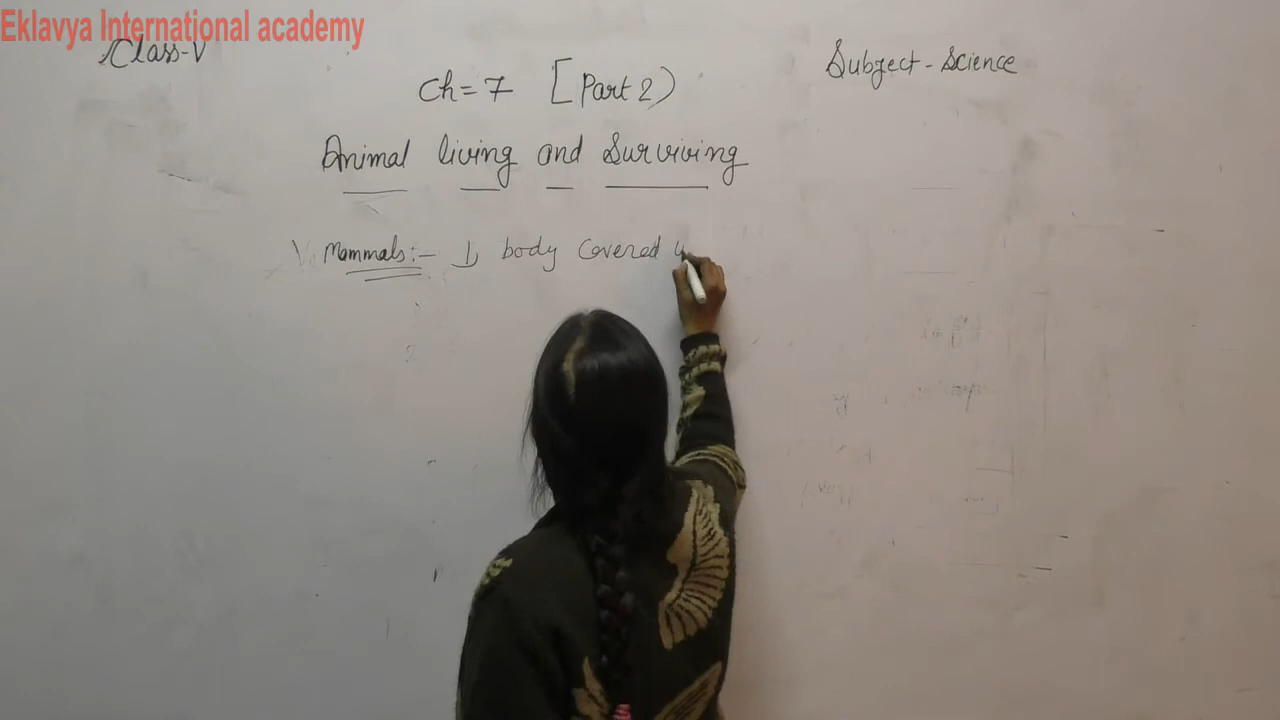 Eklavya International academy
Class-V
Subject - Science
Ch = 7 [Part 2)
Animal living and Surviving
Mammals:- 1) body Covered